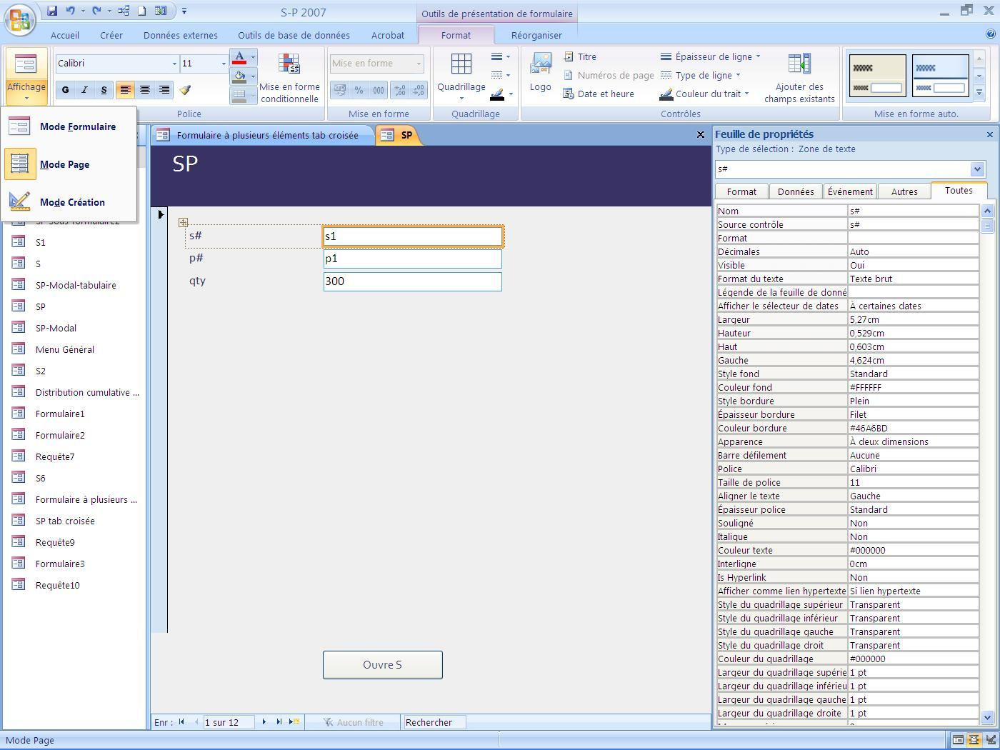 S-P 2007
Outils de présentation de formulaire
Accueil
Créer
Données externes
Outils de base de données
Acrobat
Format
Réorganiser
Affichage
Calibri
11
G I S
A
Mise en forme
conditionnelle
Police
Mise en forme
% 000
Mise en forme
Quadrillage
Quadrillage
Logo
Titre
Numéros de page
Date et heure
Épaisseur de ligne
Type de ligne
Couleur du trait
Ajouter des
champs existants
Contrôles
Mise en forme auto.
Mode Formulaire
Mode Page
Mode Création
SP-Sous-formulaire2
S1
S
SP-Modal-tabulaire
SP
SP-Modal
Menu Général
S2
Distribution cumulative ...
Formulaire1
Formulaire2
Requête7
S6
Formulaire à plusieurs ...
SP tab croisée
Requête9
Formulaire3
Requête10
Formulaire à plusieurs éléments tab croisée
SP
SP
s# s1
p# p1
qty 300
Ouvre S
Enr : 1 sur 12 Aucun filtre Rechercher
Feuille de propriétés
Type de sélection : Zone de texte
s#
Format Données Événement Autres Toutes
Nom s#
Source contrôle s#
Format
Décimales Auto
Visible Oui
Format du texte Texte brut
Légende de la feuille de donné
Afficher le sélecteur de dates À certaines dates
Largeur 5,27cm
Hauteur 0,529cm
Haut 0,603cm
Gauche 4,624cm
Style fond Standard
Couleur fond #FFFFFF
Style bordure Plein
Épaisseur bordure Filet
Couleur bordure #46A6BD
Apparence À deux dimensions
Barre défilement Aucune
Police Calibri
Taille de police 11
Aligner le texte Gauche
Épaisseur police Standard
Souligné Non
Italique Non
Couleur texte #000000
Interligne 0cm
Is Hyperlink Non
Afficher comme lien hypertexte Si lien hypertexte
Style du quadrillage supérieur Transparent
Style du quadrillage inférieur Transparent
Style du quadrillage gauche Transparent
Style du quadrillage droit Transparent
Couleur du quadrillage #000000
Largeur du quadrillage supérie 1 pt
Largeur du quadrillage inférieu 1 pt
Largeur du quadrillage gauche 1 pt
Largeur du quadrillage droite 1 pt
Mode Page